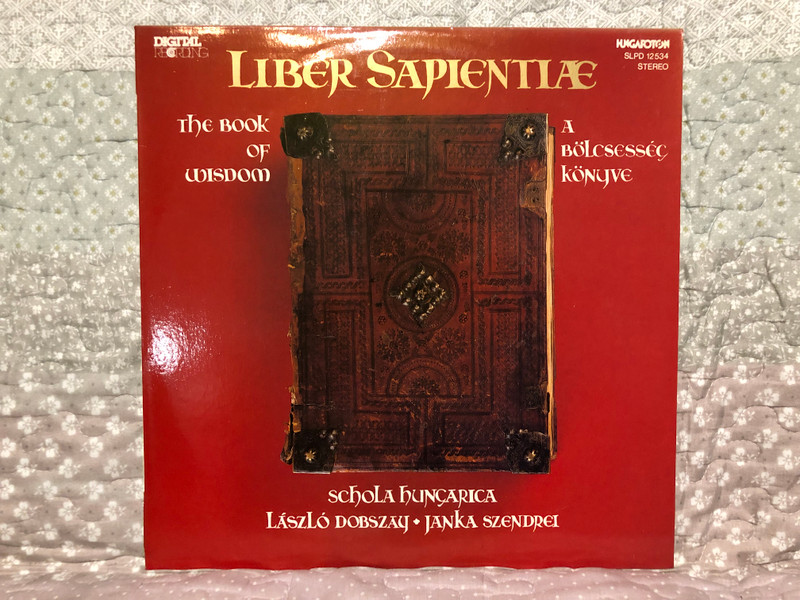 DIGITAL
RECORDING
HUNGAROTON
SLPD 12534
STEREO
LIBER SAPIENTIÆ
THE BOOK
OF
WISDOM
A
BÖLCSESSÉG
KÖNYVE
SCHOLA HUNGARICA
LÁSZLÓ DOBSZAY • JANKA SZENDREI